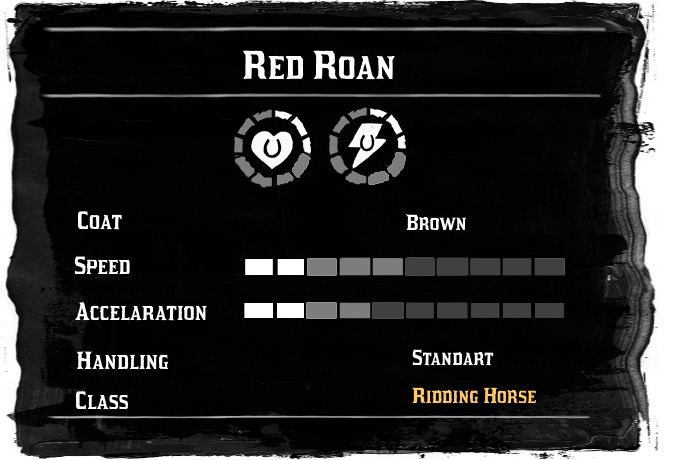 Red Roan
Coat Brown
Speed
Accelaration
Handling Standart
Class Ridding Horse